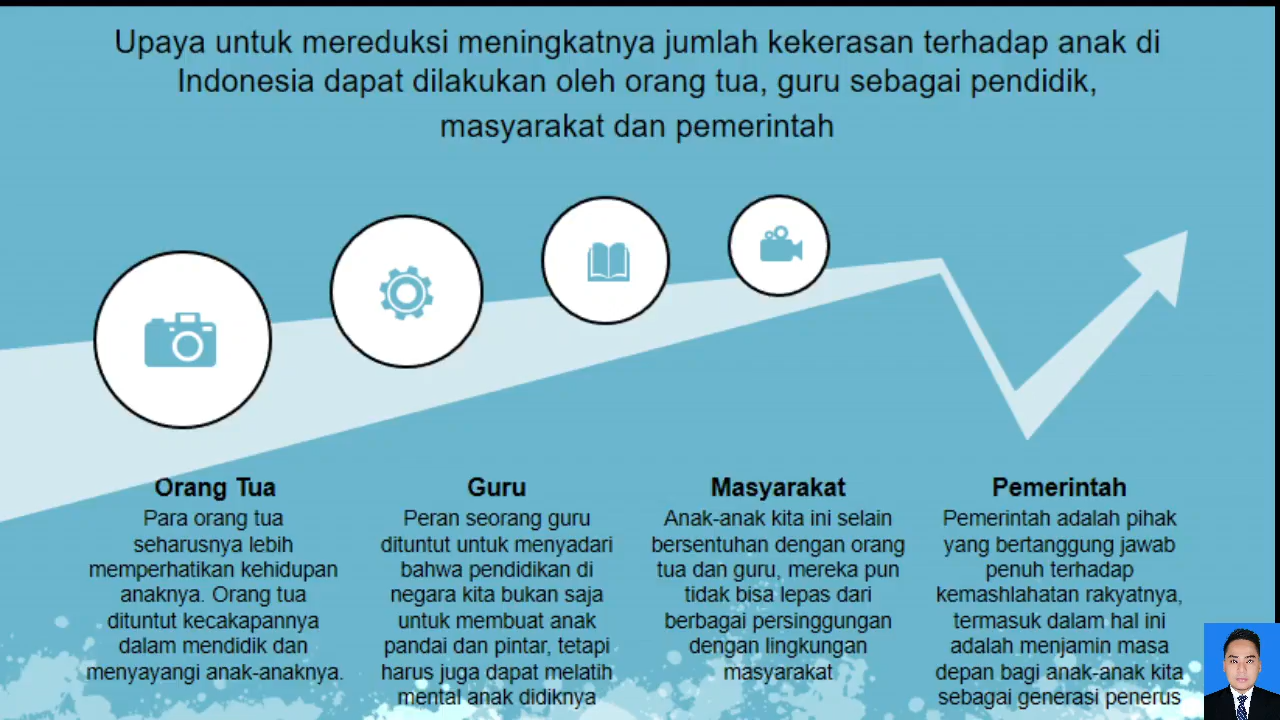 Upaya untuk mereduksi meningkatnya jumlah kekerasan terhadap anak di
Indonesia dapat dilakukan oleh orang tua, guru sebagai pendidik,
masyarakat dan pemerintah
Orang Tua
Para orang tua
seharusnya lebih
memperhatikan kehidupan
anaknya. Orang tua
dituntut kecakapannya
dalam mendidik dan
menyayangi anak-anaknya.
Guru
Peran seorang guru
dituntut untuk menyadari
bahwa pendidikan di
negara kita bukan saja
untuk membuat anak
pandai dan pintar, tetapi
harus juga dapat melatih
mental anak didiknya
Masyarakat
Anak-anak kita ini selain
bersentuhan dengan orang
tua dan guru, mereka pun
tidak bisa lepas dari
berbagai persinggungan
dengan lingkungan
masyarakat
Pemerintah
Pemerintah adalah pihak
yang bertanggung jawab
penuh terhadap
kemashlahatan rakyatnya,
termasuk dalam hal ini
adalah menjamin masa
depan bagi anak-anak kita
sebagai generasi penerus